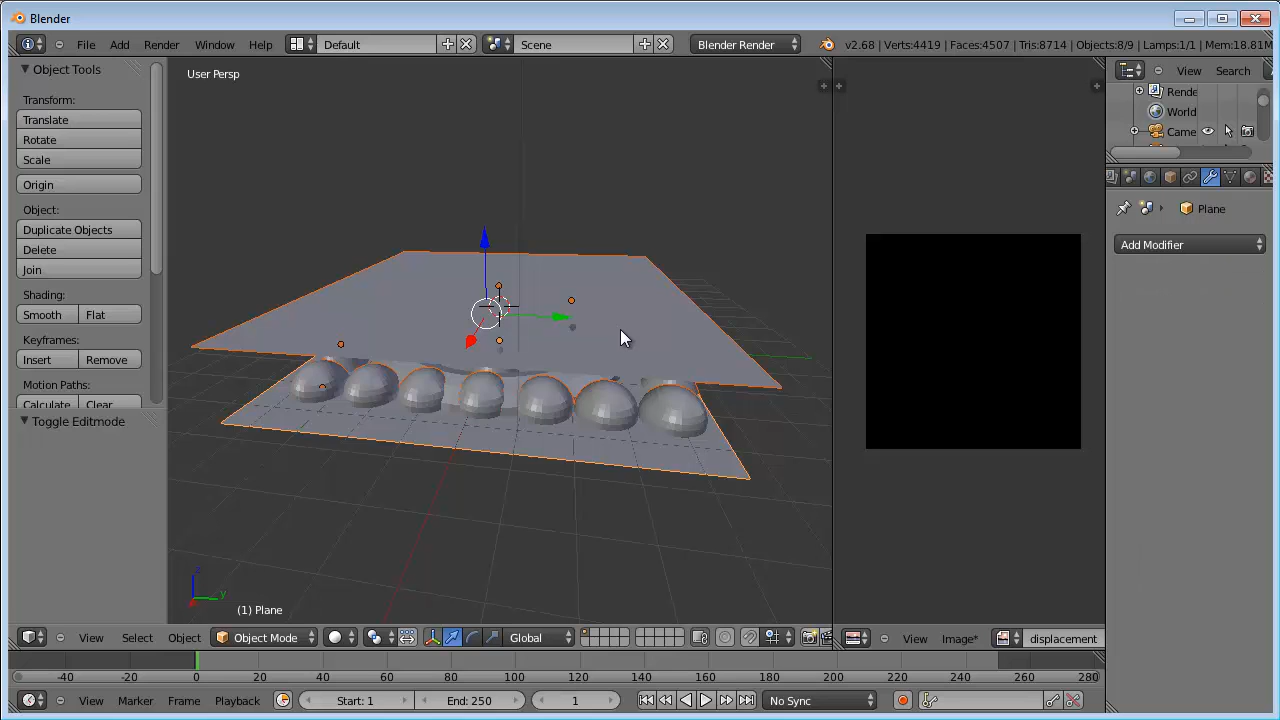 Blender
File Add Render Window Help Default Scene Blender Render v2.68 | Verts:4419 | Faces:4507 | Tris:8714 | Objects:8/9 | Lamps:1/1 | Mem:18.81M
Object Tools
Transform:
Translate
Rotate
Scale
Origin
Object:
Duplicate Objects
Delete
Join
Shading:
Smooth Flat
Keyframes:
Insert Remove
Motion Paths:
Calculate Clear
Toggle Editmode
User Persp
z
y
(1) Plane
View Select Object Object Mode Global
View Image* displacement
View Search
Rende
World
Came
Plane
Add Modifier
-40 -20 0 20 40 60 80 100 120 140 160 180 200 220 240 260 280
View Marker Frame Playback Start: 1 End: 250 1 No Sync